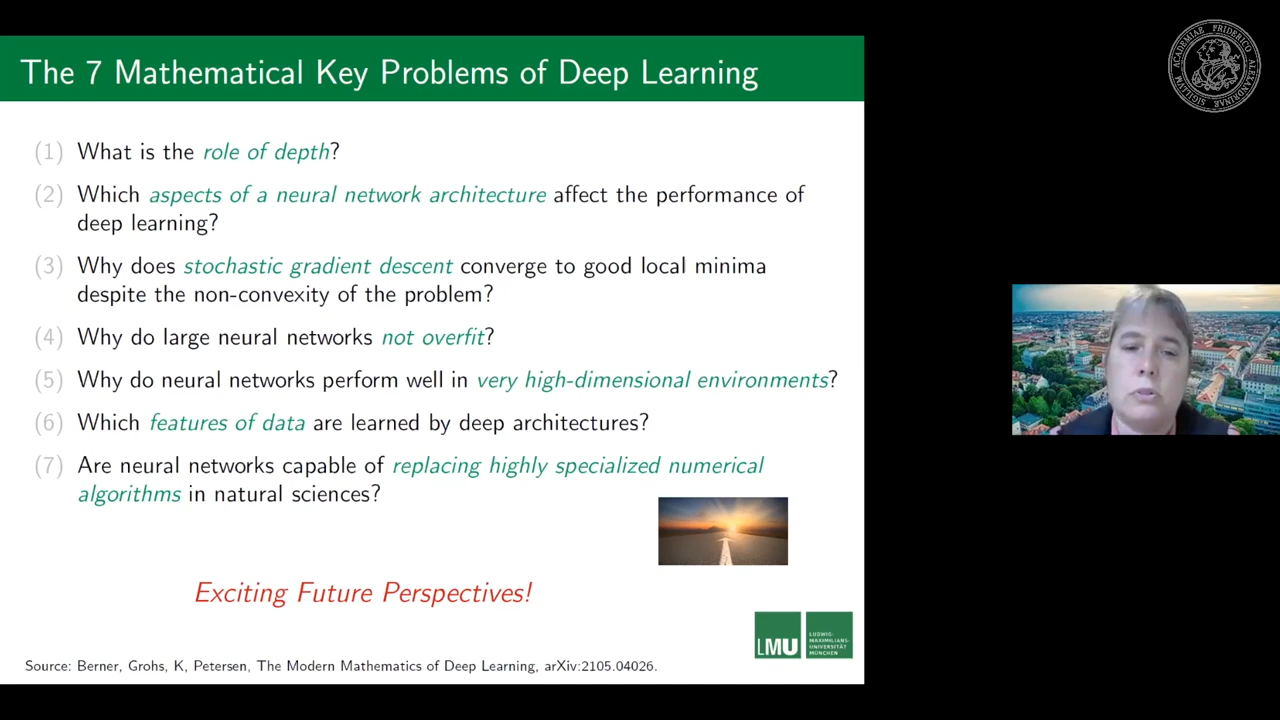 The 7 Mathematical Key Problems of Deep Learning
(1) What is the role of depth?
(2) Which aspects of a neural network architecture affect the performance of
deep learning?
(3) Why does stochastic gradient descent converge to good local minima
despite the non-convexity of the problem?
(4) Why do large neural networks not overfit?
(5) Why do neural networks perform well in very high-dimensional environments?
(6) Which features of data are learned by deep architectures?
(7) Are neural networks capable of replacing highly specialized numerical
algorithms in natural sciences?
Exciting Future Perspectives!
LMU
LUDWIG-
MAXIMILIANS-
UNIVERSITÄT
MÜNCHEN
Source: Berner, Grohs, K, Petersen, The Modern Mathematics of Deep Learning, arXiv:2105.04026.
SIGILLVM ACADEMIAE FRIDERICO ALEXANDRINAE